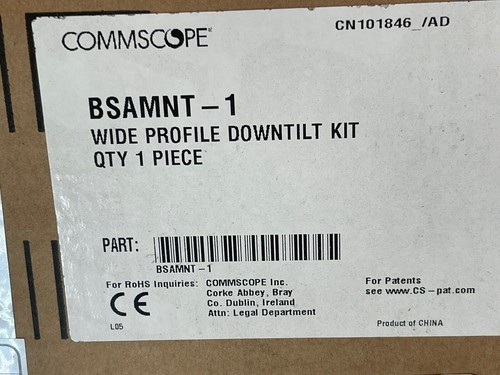 COMMSCOPE®
CN101846_/AD
BSAMNT-1
WIDE PROFILE DOWNTILT KIT
QTY 1 PIECE
PART:
BSAMNT-1
For RoHS Inquiries: COMMSCOPE Inc.
Corke Abbey, Bray
Co. Dublin, Ireland
Attn: Legal Department
CE
L05
For Patents
see www.CS-pat.com
Product of CHINA